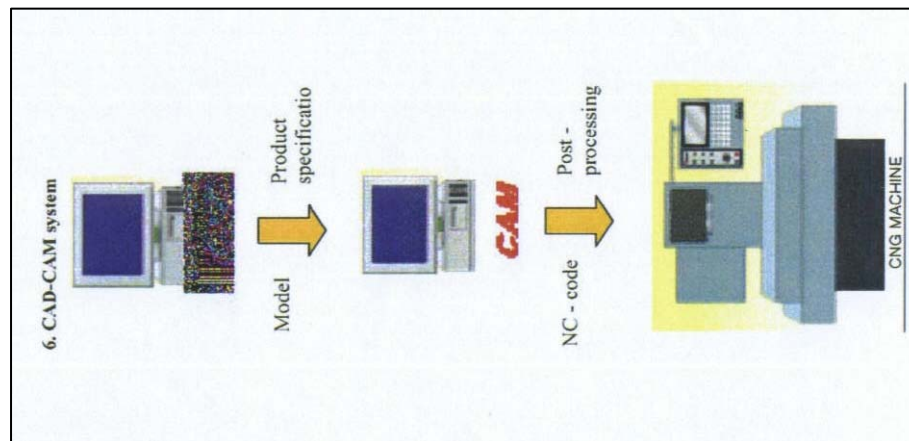 6. CAD-CAM system
Model
Product
specificatio
CAM
NC - code
Post -
processing
CNG MACHINE